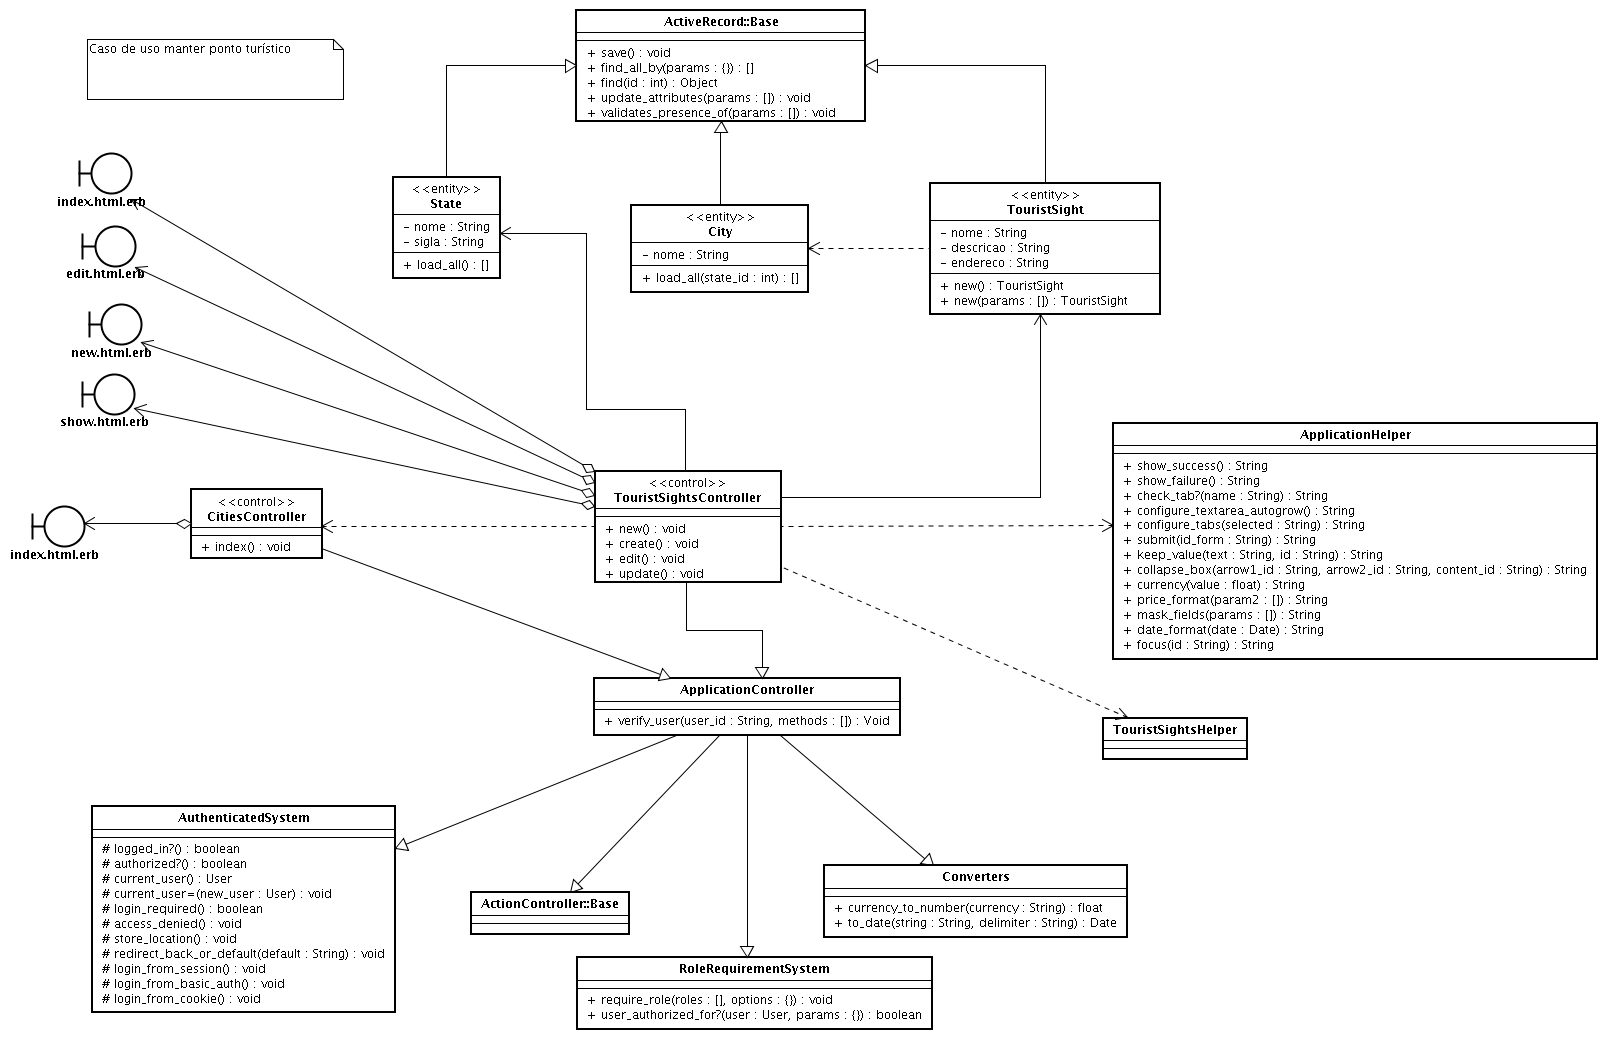 Caso de uso manter ponto turístico
ActiveRecord::Base
+ save() : void
+ find_all_by(params : {}) : []
+ find(id : int) : Object
+ update_attributes(params : []) : void
+ validates_presence_of(params : []) : void
index.html.erb
edit.html.erb
new.html.erb
show.html.erb
<<entity>>
State
- nome : String
- sigla : String
+ load_all() : []
<<entity>>
City
- nome : String
+ load_all(state_id : int) : []
<<entity>>
TouristSight
- nome : String
- descricao : String
- endereco : String
+ new() : TouristSight
+ new(params : []) : TouristSight
index.html.erb
<<control>>
CitiesController
+ index() : void
<<control>>
TouristSightsController
+ new() : void
+ create() : void
+ edit() : void
+ update() : void
ApplicationHelper
+ show_success() : String
+ show_failure() : String
+ check_tab?(name : String) : String
+ configure_textarea_autogrow() : String
+ configure_tabs(selected : String) : String
+ submit(id_form : String) : String
+ keep_value(text : String, id : String) : String
+ collapse_box(arrow1_id : String, arrow2_id : String, content_id : String) : String
+ currency(value : float) : String
+ price_format(param2 : []) : String
+ mask_fields(params : []) : String
+ date_format(date : Date) : String
+ focus(id : String) : String
ApplicationController
+ verify_user(user_id : String, methods : []) : Void
TouristSightsHelper
AuthenticatedSystem
# logged_in?() : boolean
# authorized?() : boolean
# current_user() : User
# current_user=(new_user : User) : void
# login_required() : boolean
# access_denied() : void
# store_location() : void
# redirect_back_or_default(default : String) : void
# login_from_session() : void
# login_from_basic_auth() : void
# login_from_cookie() : void
ActionController::Base
Converters
+ currency_to_number(currency : String) : float
+ to_date(string : String, delimiter : String) : Date
RoleRequirementSystem
+ require_role(roles : [], options : {}) : void
+ user_authorized_for?(user : User, params : {}) : boolean